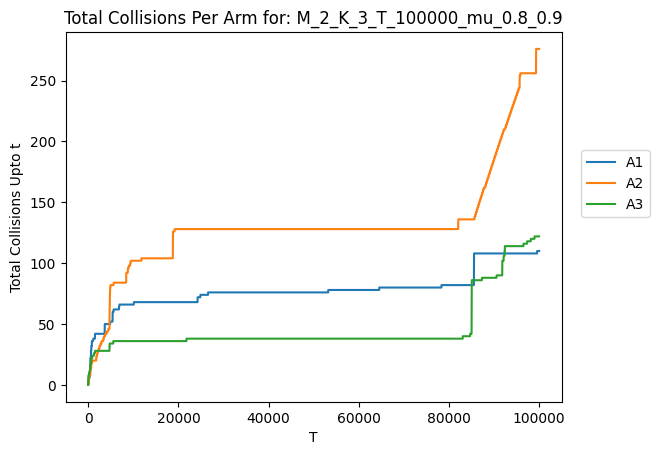 Total Collisions Per Arm for: M_2_K_3_T_100000_mu_0.8_0.9
Total Collisions Upto t
250
200
150
100
50
0
A1
A2
A3
0 20000 40000 60000 80000 100000
T